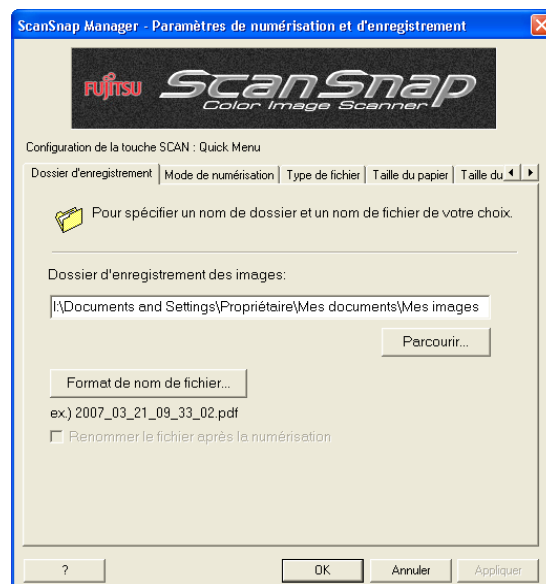 ScanSnap Manager - Paramètres de numérisation et d'enregistrement
FUJITSU ScanSnap
Color Image Scanner
Configuration de la touche SCAN : Quick Menu
Dossier d'enregistrement Mode de numérisation Type de fichier Taille du papier Taille du
Pour spécifier un nom de dossier et un nom de fichier de votre choix.
Dossier d'enregistrement des images:
I:\Documents and Settings\Propriétaire\Mes documents\Mes images
Parcourir...
Format de nom de fichier...
ex.) 2007_03_21_09_33_02.pdf
Renommer le fichier après la numérisation
? OK Annuler Appliquer